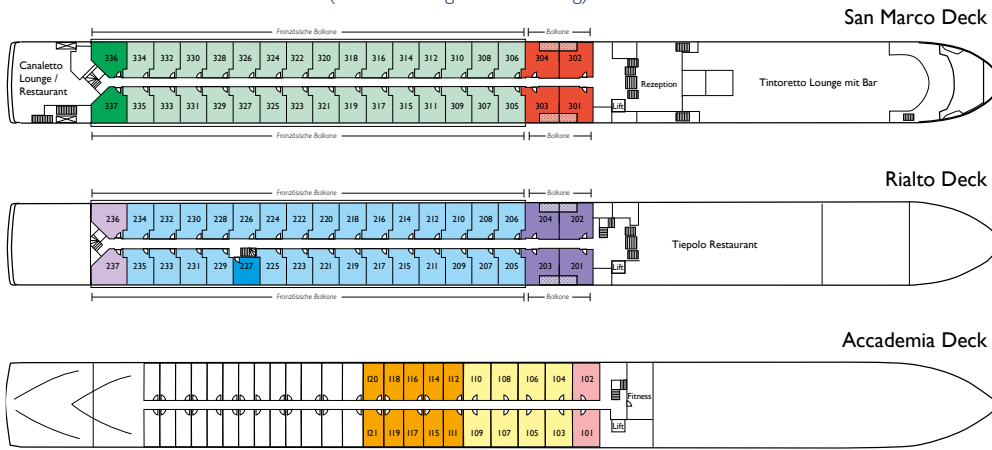 San Marco Deck
Französische Balkone Balkone
Canaletto
Lounge /
Restaurant
336 334 332 330 328 326 324 322 320 318 316 314 312 310 308 306 304 302
Rezeption
Tintoretto Lounge mit Bar
337 335 333 331 329 327 325 323 321 319 317 315 311 309 307 305 303 301
Lift
Französische Balkone Balkone
Rialto Deck
Französische Balkone Balkone
236 234 232 230 228 226 224 222 220 218 216 214 212 210 208 206 204 202
Tiepolo Restaurant
237 235 233 231 229 227 225 223 221 219 217 215 211 209 207 205 203 201
Lift
Französische Balkone Balkone
Accademia Deck
120 118 116 114 112 110 108 106 104 102
Fitness
121 119 117 115 111 109 107 105 103 101
Lift